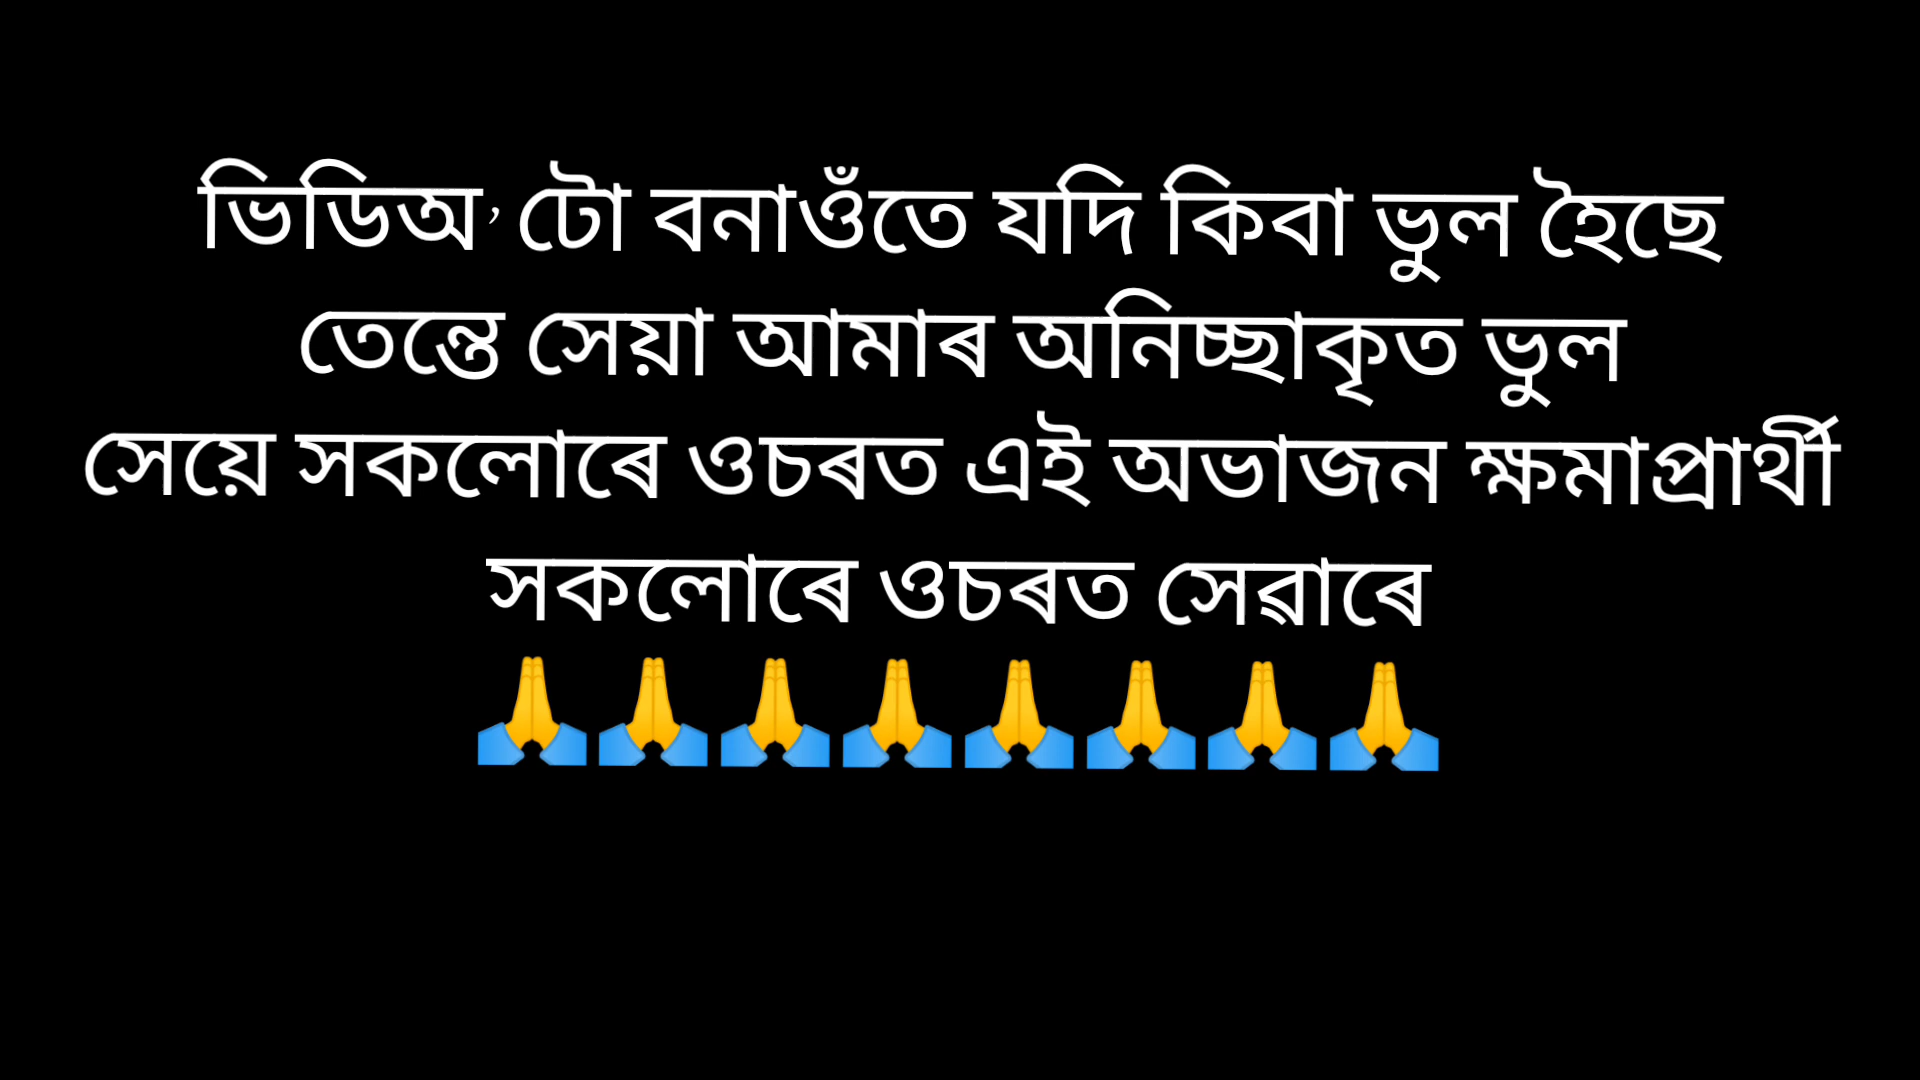 ভিডিঅ’ টো বনাওঁতে যদি কিবা ভুল হৈছে
তেন্তে সেয়া আমাৰ অনিচ্ছাকৃত ভুল
সেয়ে সকলোৰে ওচৰত এই অভাজন ক্ষমাপ্ৰাৰ্থী
সকলোৰে ওচৰত সেৱাৰে
🙏🙏🙏🙏🙏🙏🙏🙏